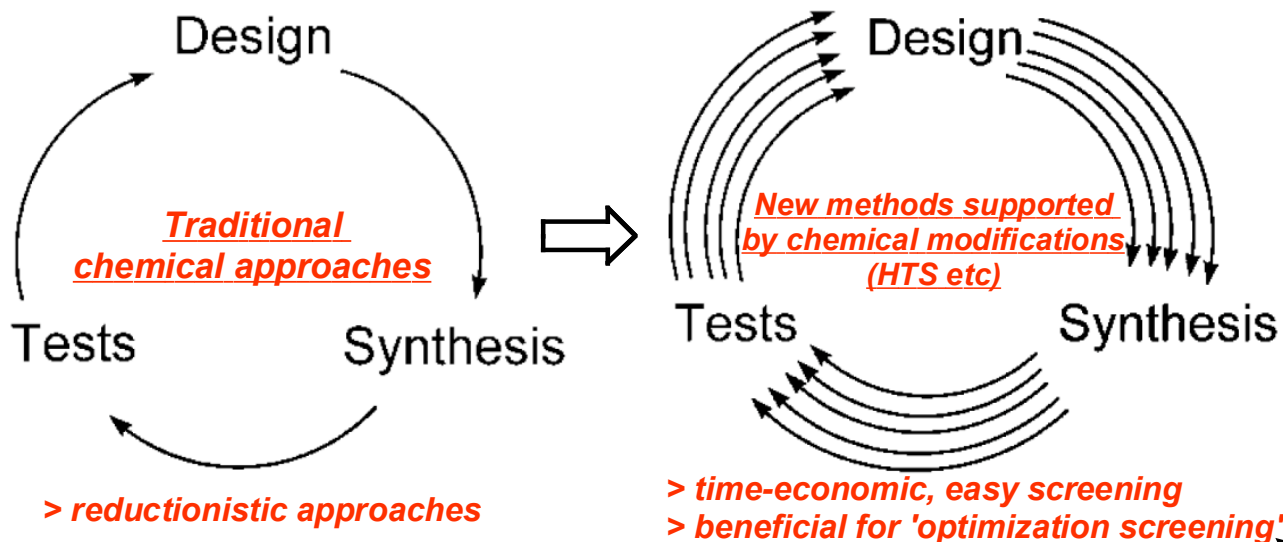 Design
Traditional
chemical approaches
Tests
Synthesis
> reductionistic approaches
Design
New methods supported
by chemical modifications
(HTS etc)
Tests
Synthesis
> time-economic, easy screening
> beneficial for 'optimization screening'